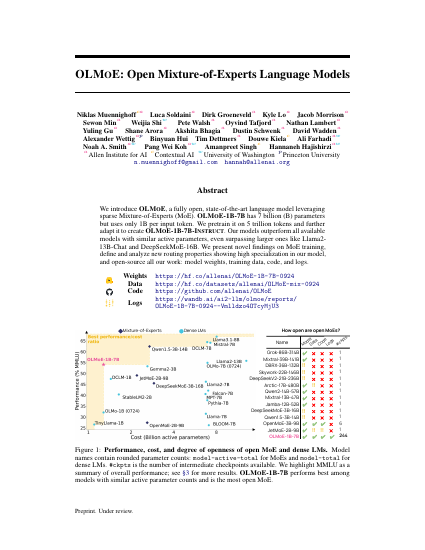 OLMOE: Open Mixture-of-Experts Language Models
Niklas Muennighoff Luca Soldaini Dirk Groeneveld Kyle Lo Jacob Morrison
Sewon Min Weijia Shi Pete Walsh Oyvind Tafjord Nathan Lambert
Yuling Gu Shane Arora Akshita Bhagia Dustin Schwenk David Wadden
Alexander Wettig Binyuan Hui Tim Dettmers Douwe Kiela Ali Farhadi
Noah A. Smith Pang Wei Koh Amanpreet Singh Hannaneh Hajishirzi
Allen Institute for AI Contextual AI University of Washington Princeton University
n.muennighoff@gmail.com hannah@allenai.org
Abstract
We introduce OLMOE, a fully open, state-of-the-art language model leveraging
sparse Mixture-of-Experts (MoE). OLMOE-1B-7B has 7 billion (B) parameters
but uses only 1B per input token. We pretrain it on 5 trillion tokens and further
adapt it to create OLMOE-1B-7B-INSTRUCT. Our models outperform all available
models with similar active parameters, even surpassing larger ones like Llama2-
13B-Chat and DeepSeekMoE-16B. We present novel findings on MoE training,
define and analyze new routing properties showing high specialization in our model,
and open-source all our work: model weights, training data, code, and logs.
Weights https://hf.co/allenai/OLMoE-1B-7B-0924
Data https://hf.co/datasets/allenai/OLMoE-mix-0924
Code https://github.com/allenai/OLMoE
Logs https://wandb.ai/ai2-llm/olmoe/reports/
OLMoE-1B-7B-0924--Vmlldzo4OTcyMjU3
Mixture-of-Experts Dense LMs
Best performance/cost
ratio
Performance (% MMLU)
65
60
55
50
45
40
35
30
25
OLMoE-1B-7B
Qwen1.5-3B-14B
Llama3.1-8B
Mistral-7B
DCLM-7B
Gemma2-3B
Llama2-13B
OLMo-7B (0724)
DCLM-1B
JetMoE-2B-9B
DeepSeekMoE-3B-16B
Llama2-7B
StableLM-2B
Falcon-7B
MPT-7B
Pythia-7B
OLMo-1B (0724)
Llama-7B
TinyLlama-1B
OpenMoE-3B-9B
BLOOM-7B
1 2 4 8
Cost (Billion active parameters)
How open are open MoEs?
Name
Grok-86B-314B
Mixtral-39B-141B
DBRX-36B-132B
Skywork-22B-146B
DeepSeekV2-21B-236B
Arctic-17B-480B
Qwen2-14B-57B
Mixtral-13B-47B
Jamba-12B-52B
DeepSeekMoE-3B-16B
Qwen1.5-3B-14B
OpenMoE-3B-9B 6
JetMoE-2B-9B 1
OLMoE-1B-7B 244
Figure 1: Performance, cost, and degree of openness of open MoE and dense LMs. Model
names contain rounded parameter counts: model-active-total for MoEs and model-total for
dense LMs. #ckpts is the number of intermediate checkpoints available. We highlight MMLU as a
summary of overall performance; see §3 for more results. OLMOE-1B-7B performs best among
models with similar active parameter counts and is the most open MoE.
Preprint. Under review.